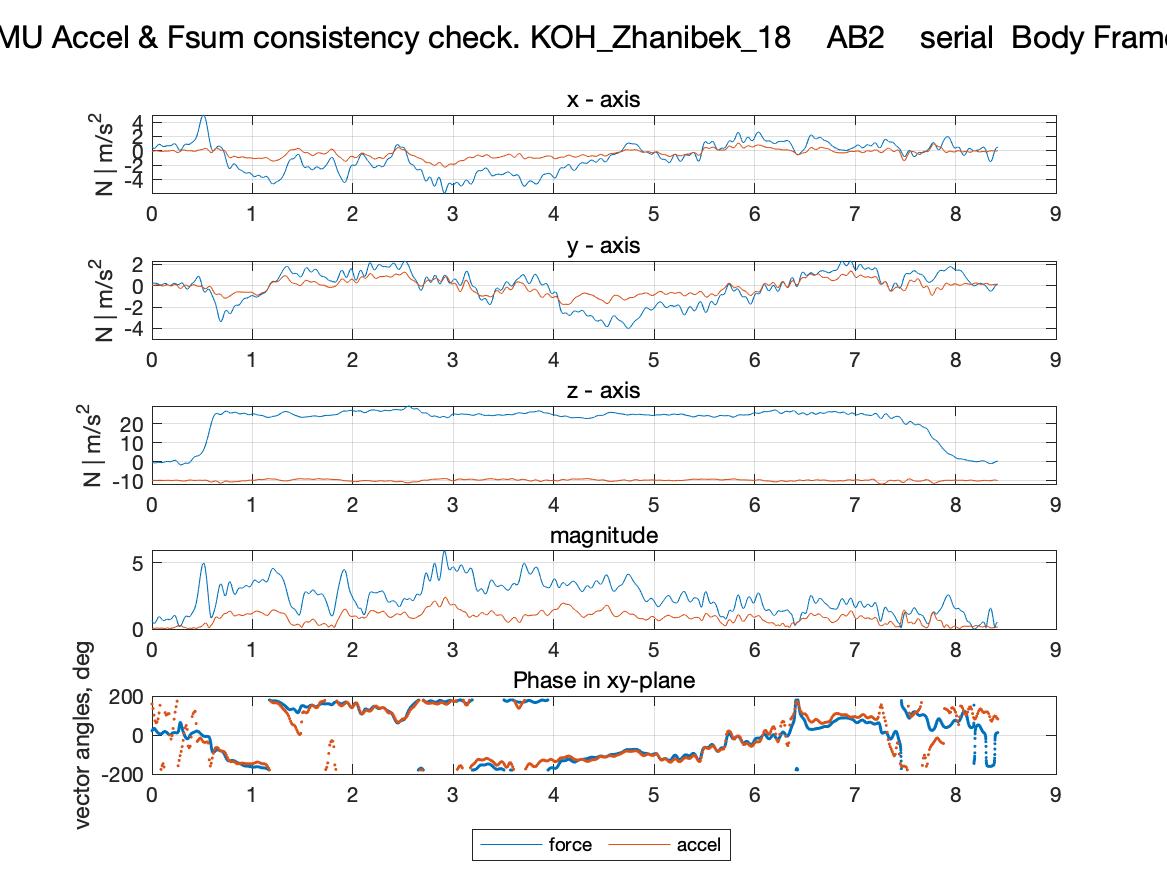 MU Accel & Fsum consistency check. KOH_Zhanibek_18 AB2 serial Body Frame
x - axis
N | m/s²
4
2
0
-2
-4
0 1 2 3 4 5 6 7 8 9
y - axis
N | m/s²
2
0
-2
-4
0 1 2 3 4 5 6 7 8 9
z - axis
N | m/s²
20
10
0
-10
0 1 2 3 4 5 6 7 8 9
magnitude
5
0
0 1 2 3 4 5 6 7 8 9
Phase in xy-plane
vector angles, deg
200
0
-200
0 1 2 3 4 5 6 7 8 9
force accel